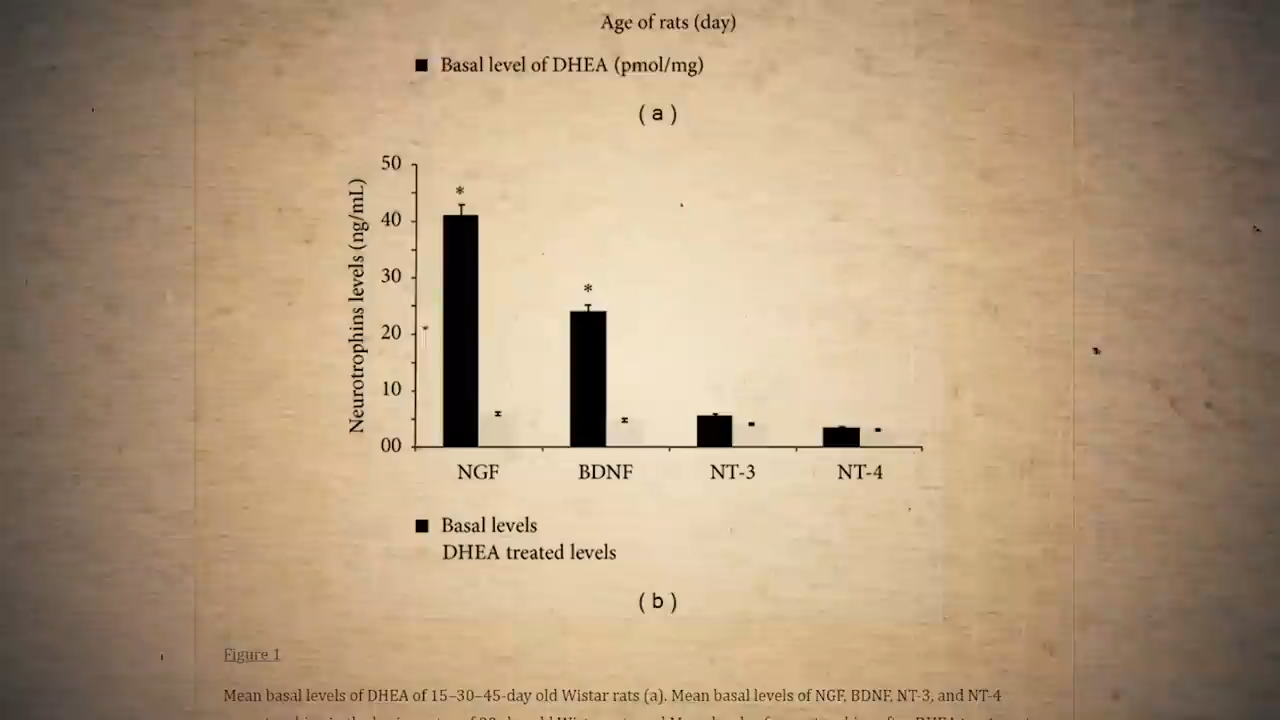 Age of rats (day)
Basal level of DHEA (pmol/mg)
( a )
Neurotrophins levels (ng/mL)
50
40
30
20
10
00
*
*
NGF BDNF NT-3 NT-4
Basal levels
DHEA treated levels
( b )
Figure 1
Mean basal levels of DHEA of 15–30–45-day old Wistar rats (a). Mean basal levels of NGF, BDNF, NT-3, and NT-4